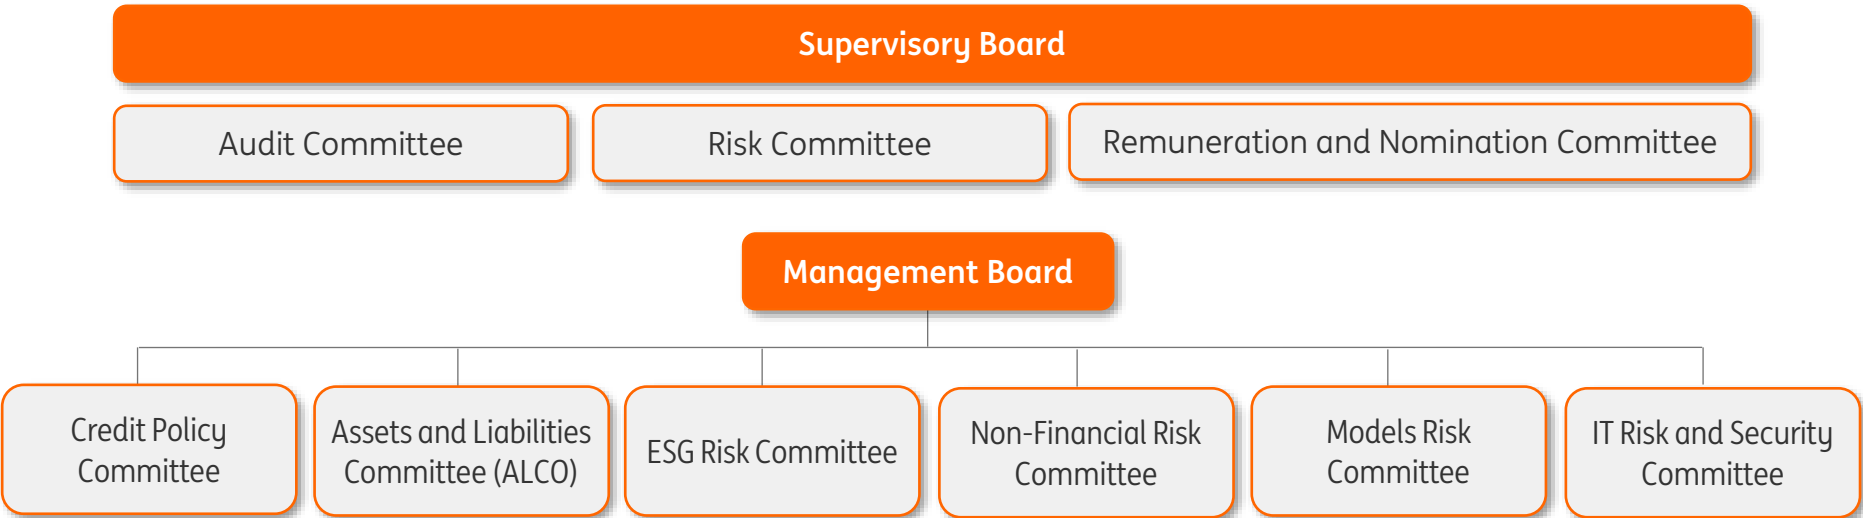 Supervisory Board
Audit Committee
Risk Committee
Remuneration and Nomination Committee
Management Board
Credit Policy
Committee
Assets and Liabilities
Committee (ALCO)
ESG Risk Committee
Non-Financial Risk
Committee
Models Risk
Committee
IT Risk and Security
Committee